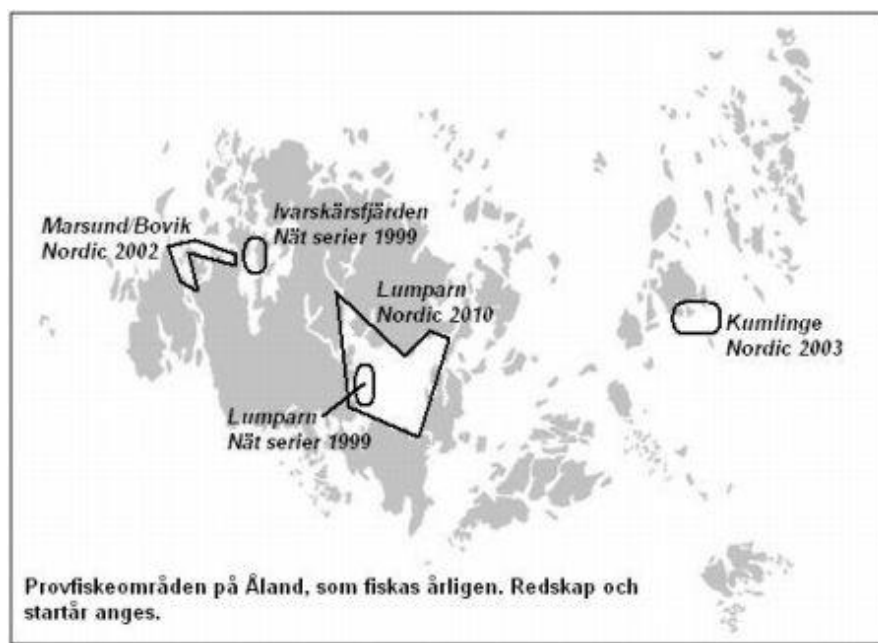 Ivarskärsfjärden
Nät serier 1999
Marsund/Bovik
Nordic 2002
Lumparn
Nordic 2010
Kumlinge
Nordic 2003
Lumparn
Nät serier 1999
Provfiskeområden på Åland, som fiskas årligen. Redskap och
startår anges.